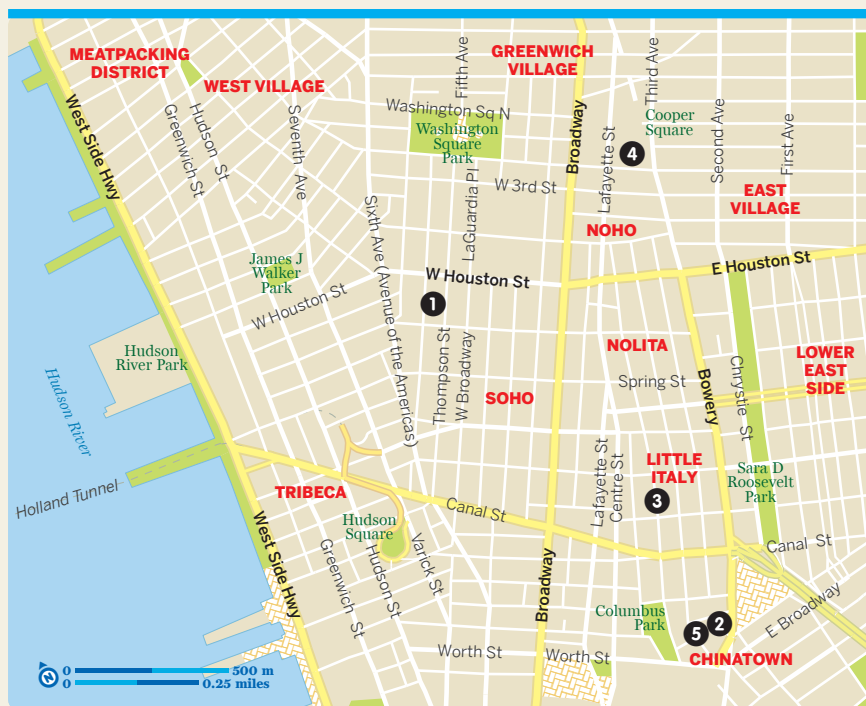 MEATPACKING
DISTRICT
WEST VILLAGE
GREENWICH
VILLAGE
Fifth Ave
Third Ave
West Side Hwy
Greenwich St
Hudson St
Seventh Ave
Washington Sq N
Washington
Square
Park
Broadway
Lafayette St
4
Cooper
Square
Second Ave
First Ave
W 3rd St
LaGuardia Pl
EAST
VILLAGE
NOHO
Sixth Ave (Avenue of the Americas)
James J
Walker
Park
W Houston St
W Houston St
E Houston St
1
Hudson
River Park
Hudson River
Thompson St
W Broadway
SOHO
NOLITA
Spring St
Bowery
Chrystie St
LOWER
EAST
SIDE
Lafayette St
Centre St
LITTLE
ITALY
3
Sara D
Roosevelt
Park
Holland Tunnel
TRIBECA
Hudson
Square
Canal St
Canal St
West Side Hwy
Greenwich St
Hudson St
Varick St
Broadway
Columbus
Park
5
2
E Broadway
Worth St
Worth St
CHINATOWN
N
0 500 m
0 0.25 miles